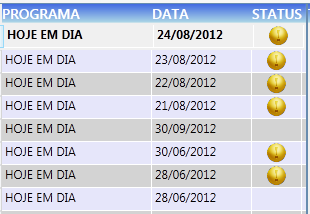 PROGRAMA DATA STATUS
HOJE EM DIA 24/08/2012
HOJE EM DIA 23/08/2012
HOJE EM DIA 22/08/2012
HOJE EM DIA 21/08/2012
HOJE EM DIA 30/09/2012
HOJE EM DIA 30/06/2012
HOJE EM DIA 28/06/2012
HOJE EM DIA 28/06/2012